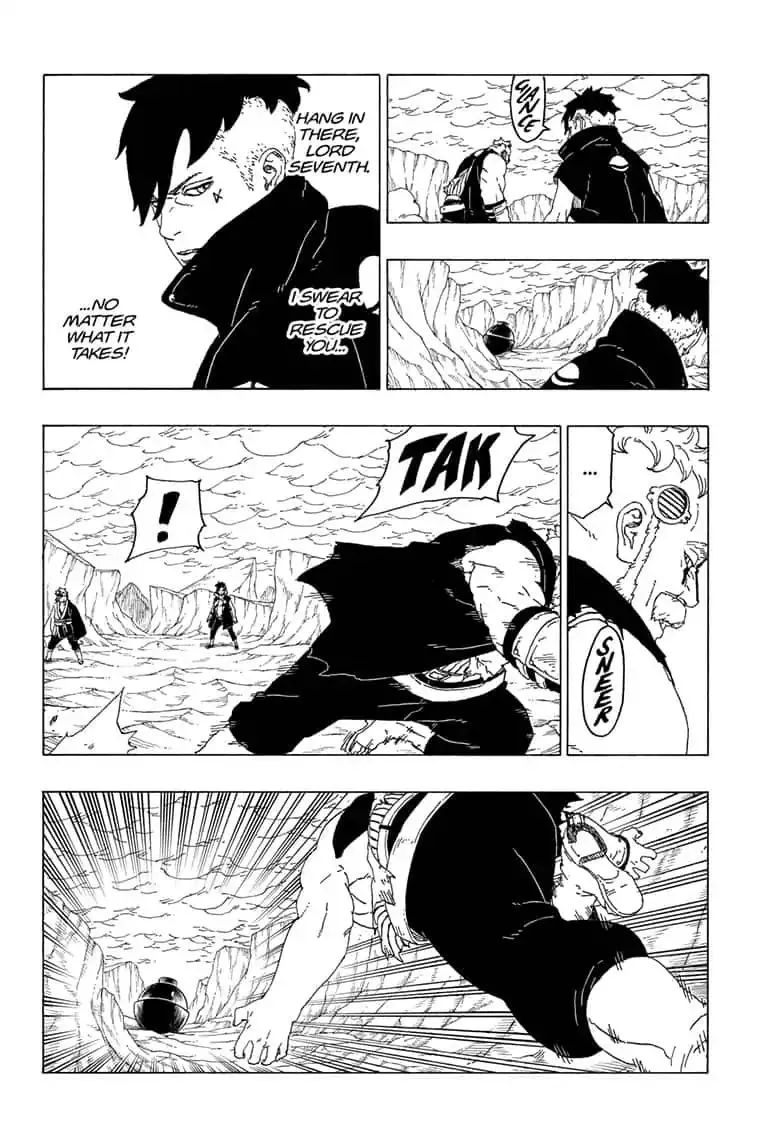 HANG IN
THERE,
LORD
SEVENTH.
I SWEAR
TO
RESCUE
YOU...
...NO
MATTER
WHAT IT
TAKES!
GLANCE
!
TAK
...
SNEER